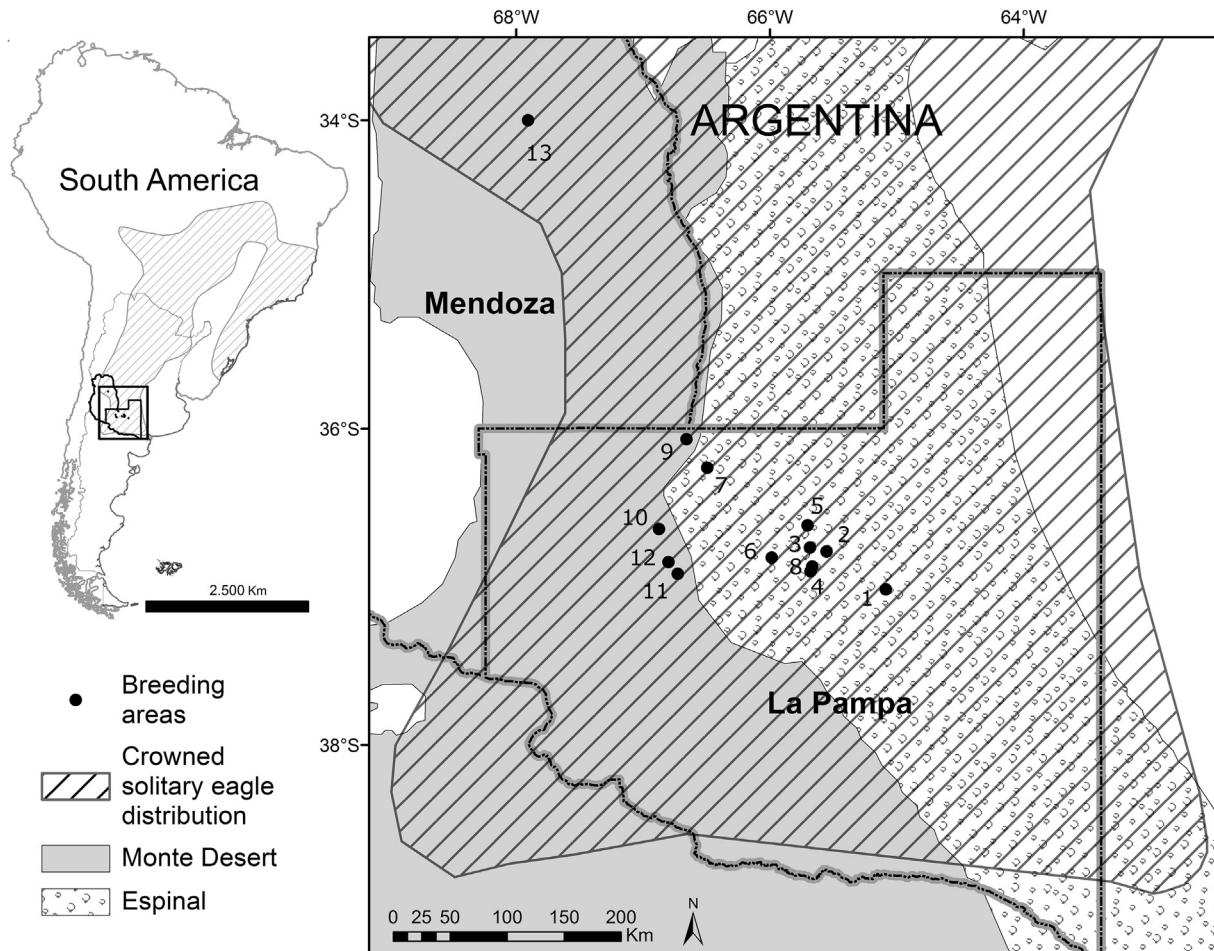 68°W
66°W
64°W
34°S
36°S
38°S
South America
2.500 Km
ARGENTINA
Mendoza
La Pampa
13
9
7
10
12
11
5
3
2
6
8
4
1
Breeding
areas
Crowned
solitary eagle
distribution
Monte Desert
Espinal
0 25 50 100 150 200
Km
N